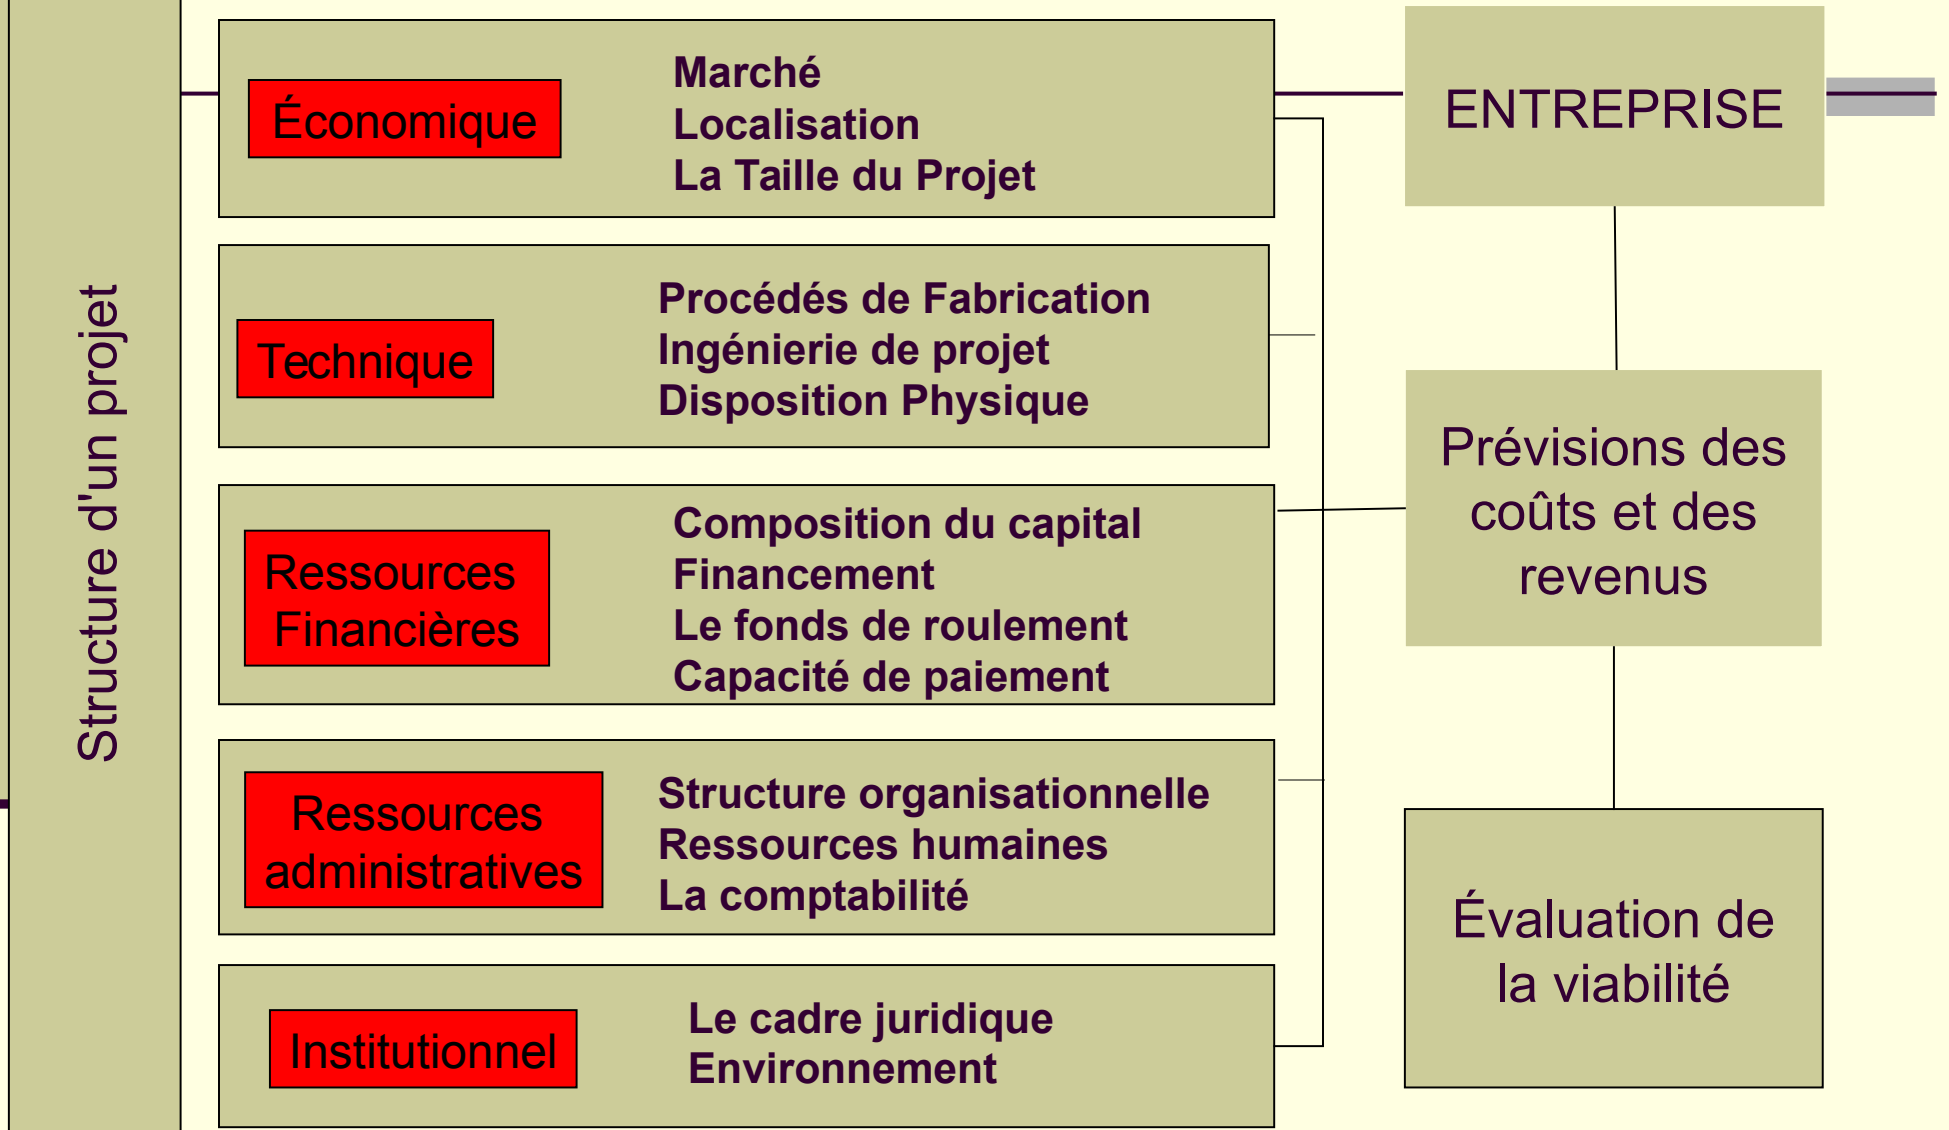 Structure d'un projet
Économique
Marché
Localisation
La Taille du Projet
Technique
Procédés de Fabrication
Ingénierie de projet
Disposition Physique
Ressources
Financières
Composition du capital
Financement
Le fonds de roulement
Capacité de paiement
Ressources
administratives
Structure organisationnelle
Ressources humaines
La comptabilité
Institutionnel
Le cadre juridique
Environnement
ENTREPRISE
Prévisions des
coûts et des
revenus
Évaluation de
la viabilité